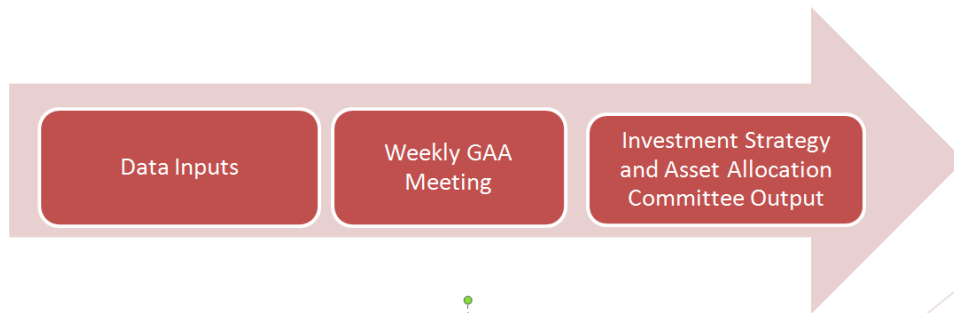 Data Inputs
Weekly GAA
Meeting
Investment Strategy
and Asset Allocation
Committee Output